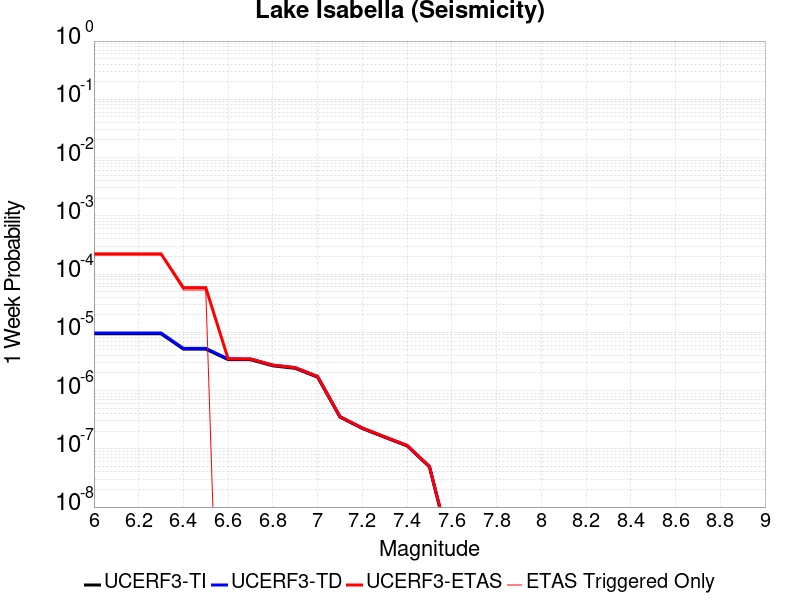 Lake Isabella (Seismicity)
10^0
10^-1
10^-2
10^-3
10^-4
10^-5
10^-6
10^-7
10^-8
1 Week Probability
6 6.2 6.4 6.6 6.8 7 7.2 7.4 7.6 7.8 8 8.2 8.4 8.6 8.8 9
Magnitude
UCERF3-TI UCERF3-TD UCERF3-ETAS ETAS Triggered Only